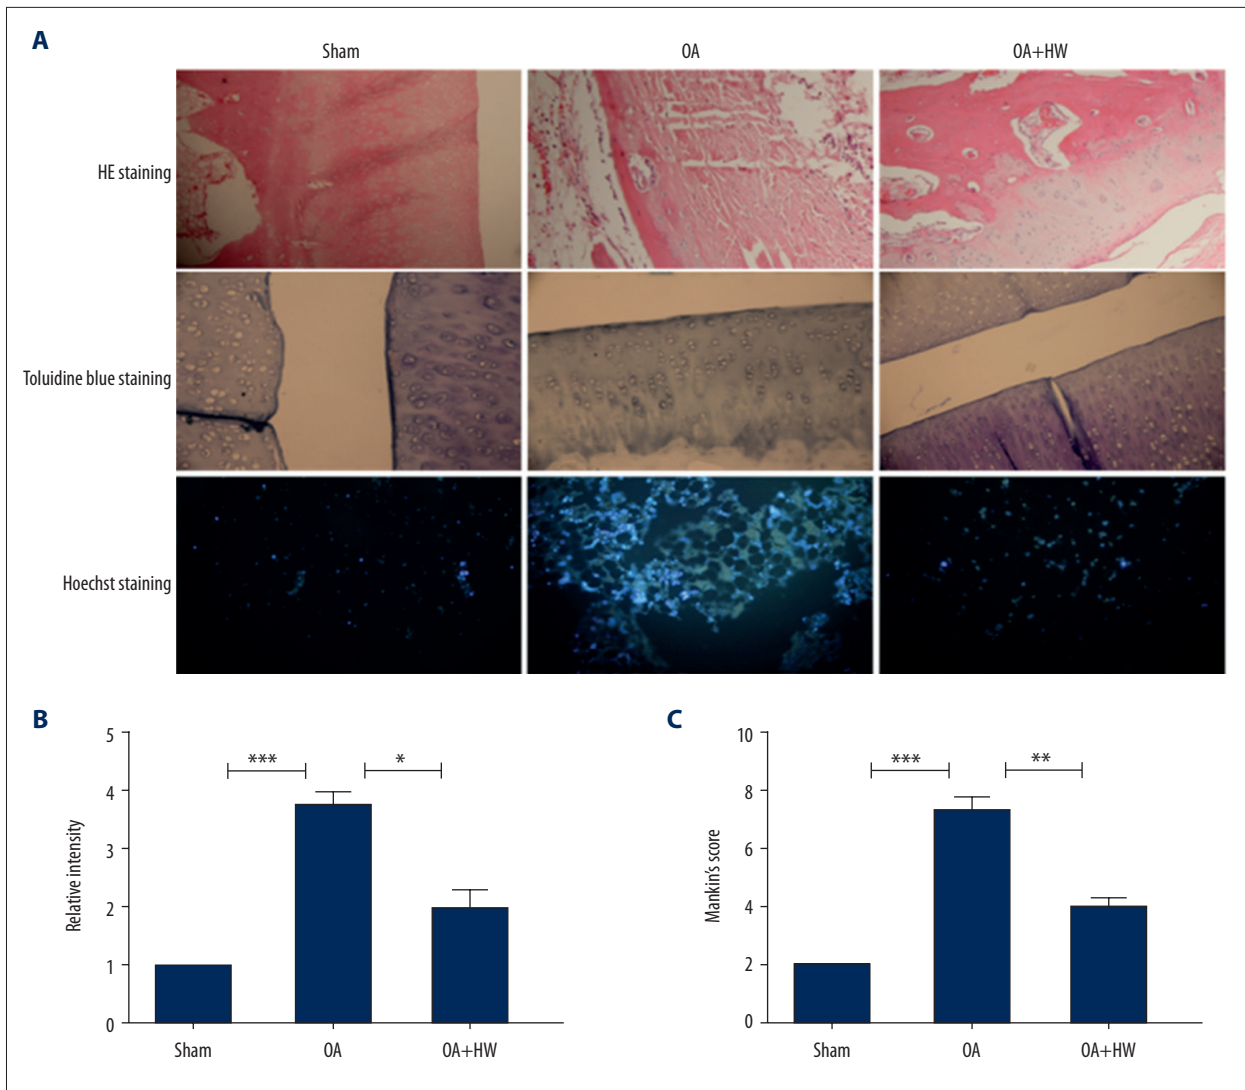 A
Sham
OA
OA+HW
HE staining
Toluidine blue staining
Hoechst staining
B
5
4
3
2
1
0
Relative intensity
***
*
Sham
OA
OA+HW
C
10
8
6
4
2
0
Mankin's score
***
**
Sham
OA
OA+HW